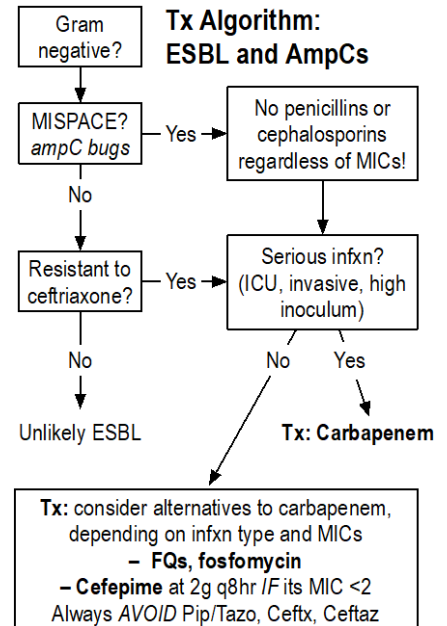 Gram
negative?
Tx Algorithm:
ESBL and AmpCs
MISPACE?
ampC bugs
Yes
No penicillins or
cephalosporins
regardless of MICs!
No
Resistant to
ceftriaxone?
Yes
Serious infxn?
(ICU, invasive, high
inoculum)
No
No
Yes
Unlikely ESBL
Tx: Carbapenem
Tx: consider alternatives to carbapenem,
depending on infxn type and MICs
– FQs, fosfomycin
– Cefepime at 2g q8hr IF its MIC <2
Always AVOID Pip/Tazo, Ceftx, Ceftaz